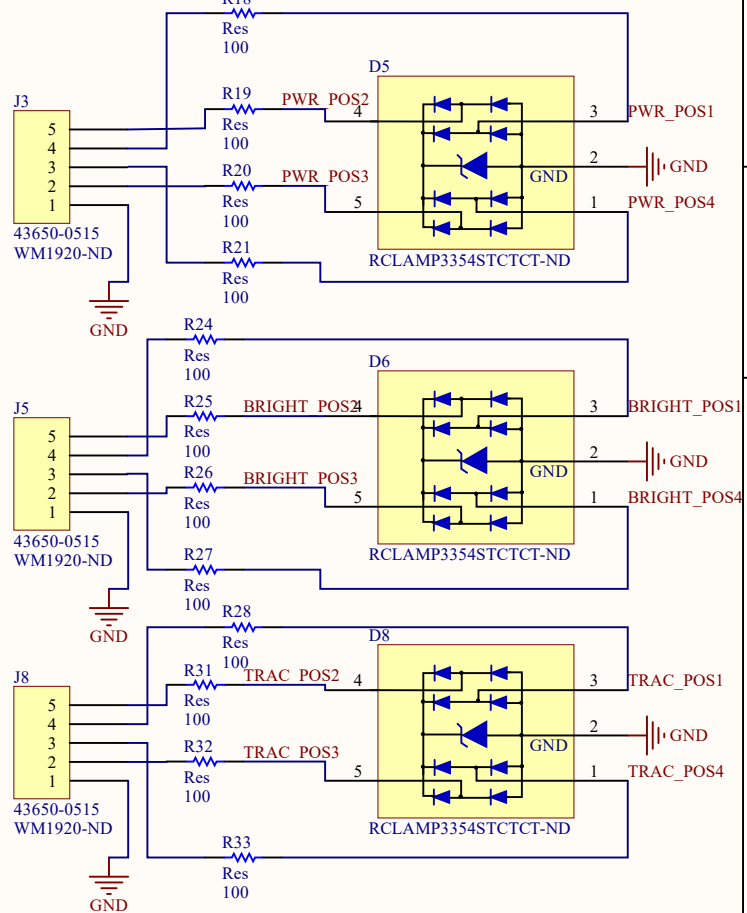 R18
Res
100
D5
J3
R19
Res
100
PWR_POS2
4
3
PWR_POS1
5
4
3
2
1
R20
Res
100
PWR_POS3
5
GND
2
GND
1
PWR_POS4
43650-0515
WM1920-ND
R21
Res
100
RCLAMP3354STCTCT-ND
GND
R24
Res
100
D6
J5
R25
Res
100
BRIGHT_POS2
4
3
BRIGHT_POS1
5
4
3
2
1
R26
Res
100
BRIGHT_POS3
5
GND
2
GND
1
BRIGHT_POS4
43650-0515
WM1920-ND
R27
Res
100
RCLAMP3354STCTCT-ND
GND
R28
Res
100
D8
J8
R31
Res
100
TRAC_POS2
4
3
TRAC_POS1
5
4
3
2
1
R32
Res
100
TRAC_POS3
5
GND
2
GND
1
TRAC_POS4
43650-0515
WM1920-ND
R33
Res
100
RCLAMP3354STCTCT-ND
GND